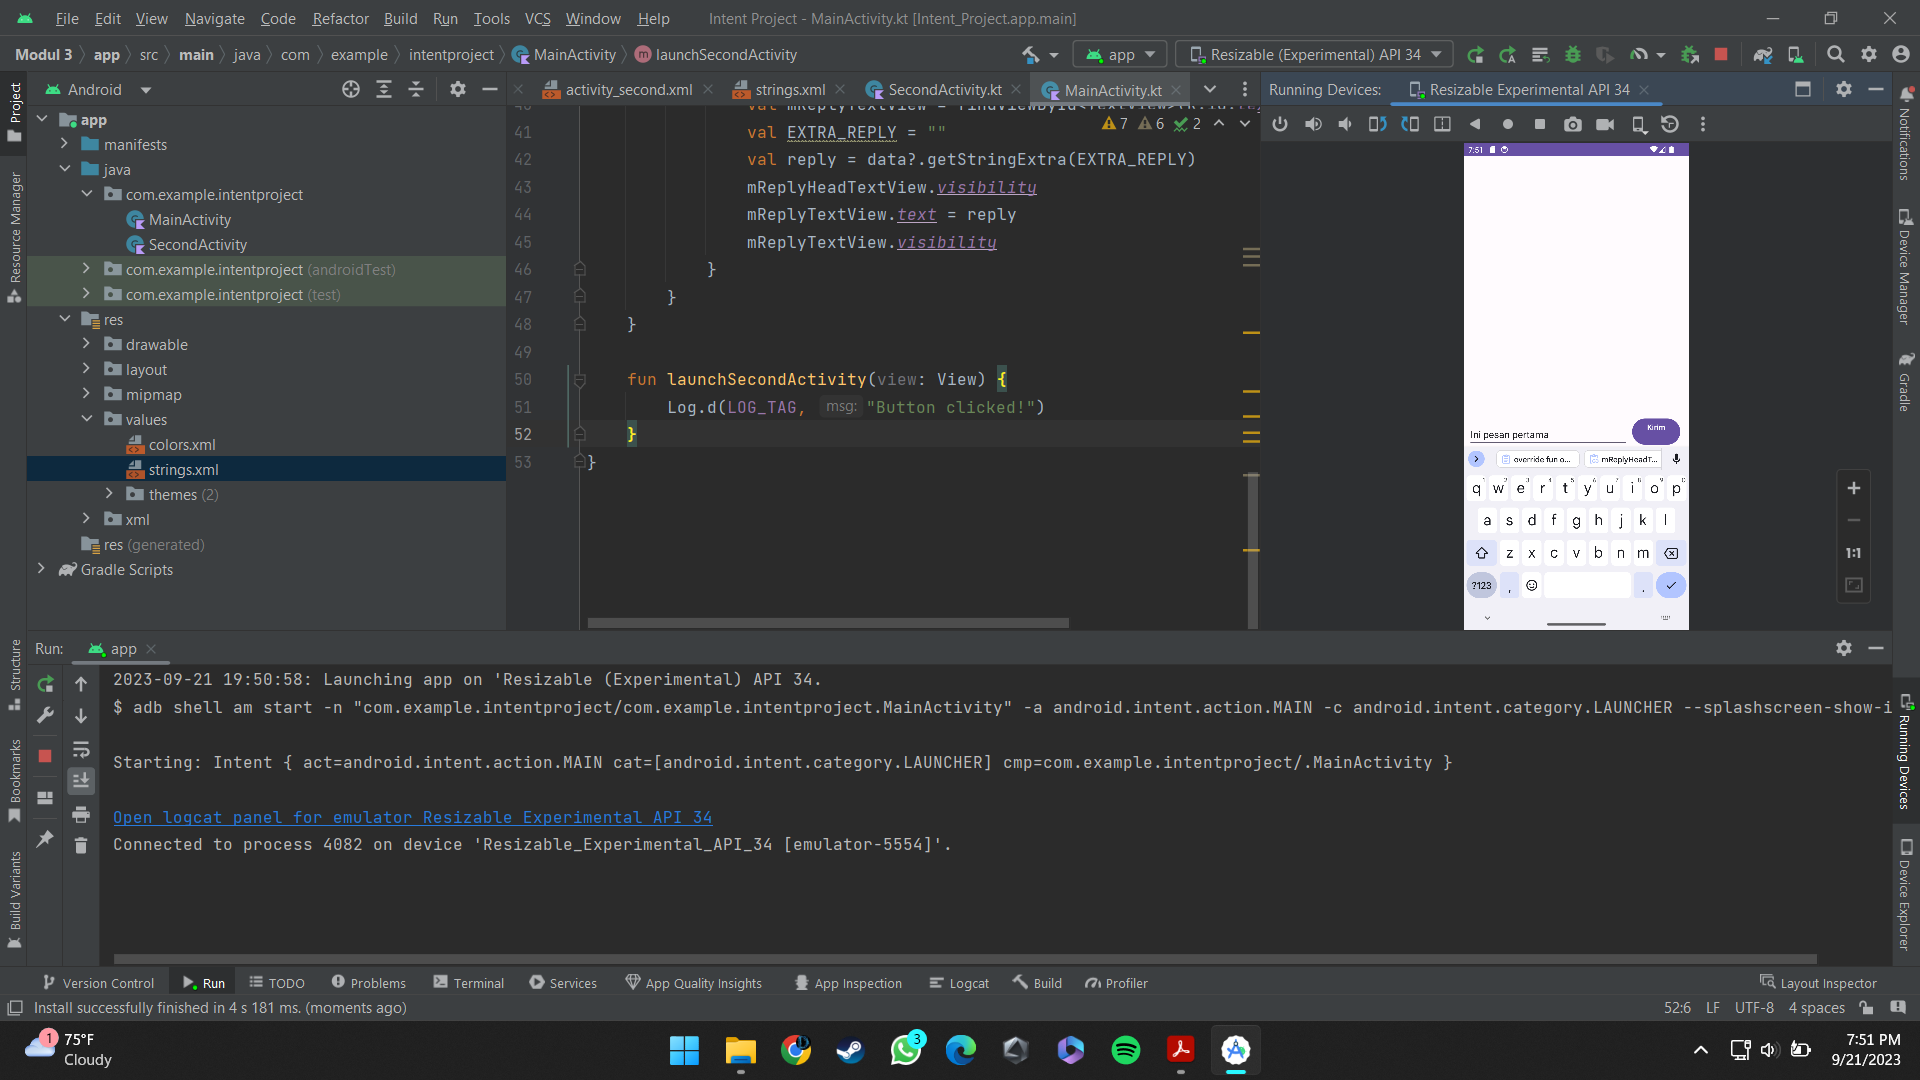 File Edit View Navigate Code Refactor Build Run Tools VCS Window Help Intent Project - MainActivity.kt [Intent_Project.app.main]
Modul 3 app src main java com example intentproject MainActivity launchSecondActivity app Resizable (Experimental) API 34
Project
Resource Manager
Structure
Bookmarks
Build Variants
Android
app
manifests
java
com.example.intentproject
MainActivity
SecondActivity
com.example.intentproject (androidTest)
com.example.intentproject (test)
res
drawable
layout
mipmap
values
colors.xml
strings.xml
themes (2)
xml
res (generated)
Gradle Scripts
activity_second.xml strings.xml SecondActivity.kt MainActivity.kt
7 6 2
41 val EXTRA_REPLY = ""
42 val reply = data?.getStringExtra(EXTRA_REPLY)
43 mReplyHeadTextView.visibility
44 mReplyTextView.text = reply
45 mReplyTextView.visibility
46 }
47 }
48 }
49
50 fun launchSecondActivity(view: View) {
51 Log.d(LOG_TAG, msg: "Button clicked!")
52 }
53 }
Running Devices: Resizable Experimental API 34
7:51
Ini pesan pertama Kirim
override fun o... mReplyHeadT...
q w e r t y u i o p
a s d f g h j k l
z x c v b n m
?123 , .
1:1
Notifications
Device Manager
Gradle
Running Devices
Device Explorer
Run: app
2023-09-21 19:50:58: Launching app on 'Resizable (Experimental) API 34.
$ adb shell am start -n "com.example.intentproject/com.example.intentproject.MainActivity" -a android.intent.action.MAIN -c android.intent.category.LAUNCHER --splashscreen-show-i
Starting: Intent { act=android.intent.action.MAIN cat=[android.intent.category.LAUNCHER] cmp=com.example.intentproject/.MainActivity }
Open logcat panel for emulator Resizable Experimental API 34
Connected to process 4082 on device 'Resizable_Experimental_API_34 [emulator-5554]'.
Version Control Run TODO Problems Terminal Services App Quality Insights App Inspection Logcat Build Profiler Layout Inspector
Install successfully finished in 4 s 181 ms. (moments ago) 52:6 LF UTF-8 4 spaces
1 75°F
Cloudy
3
7:51 PM
9/21/2023